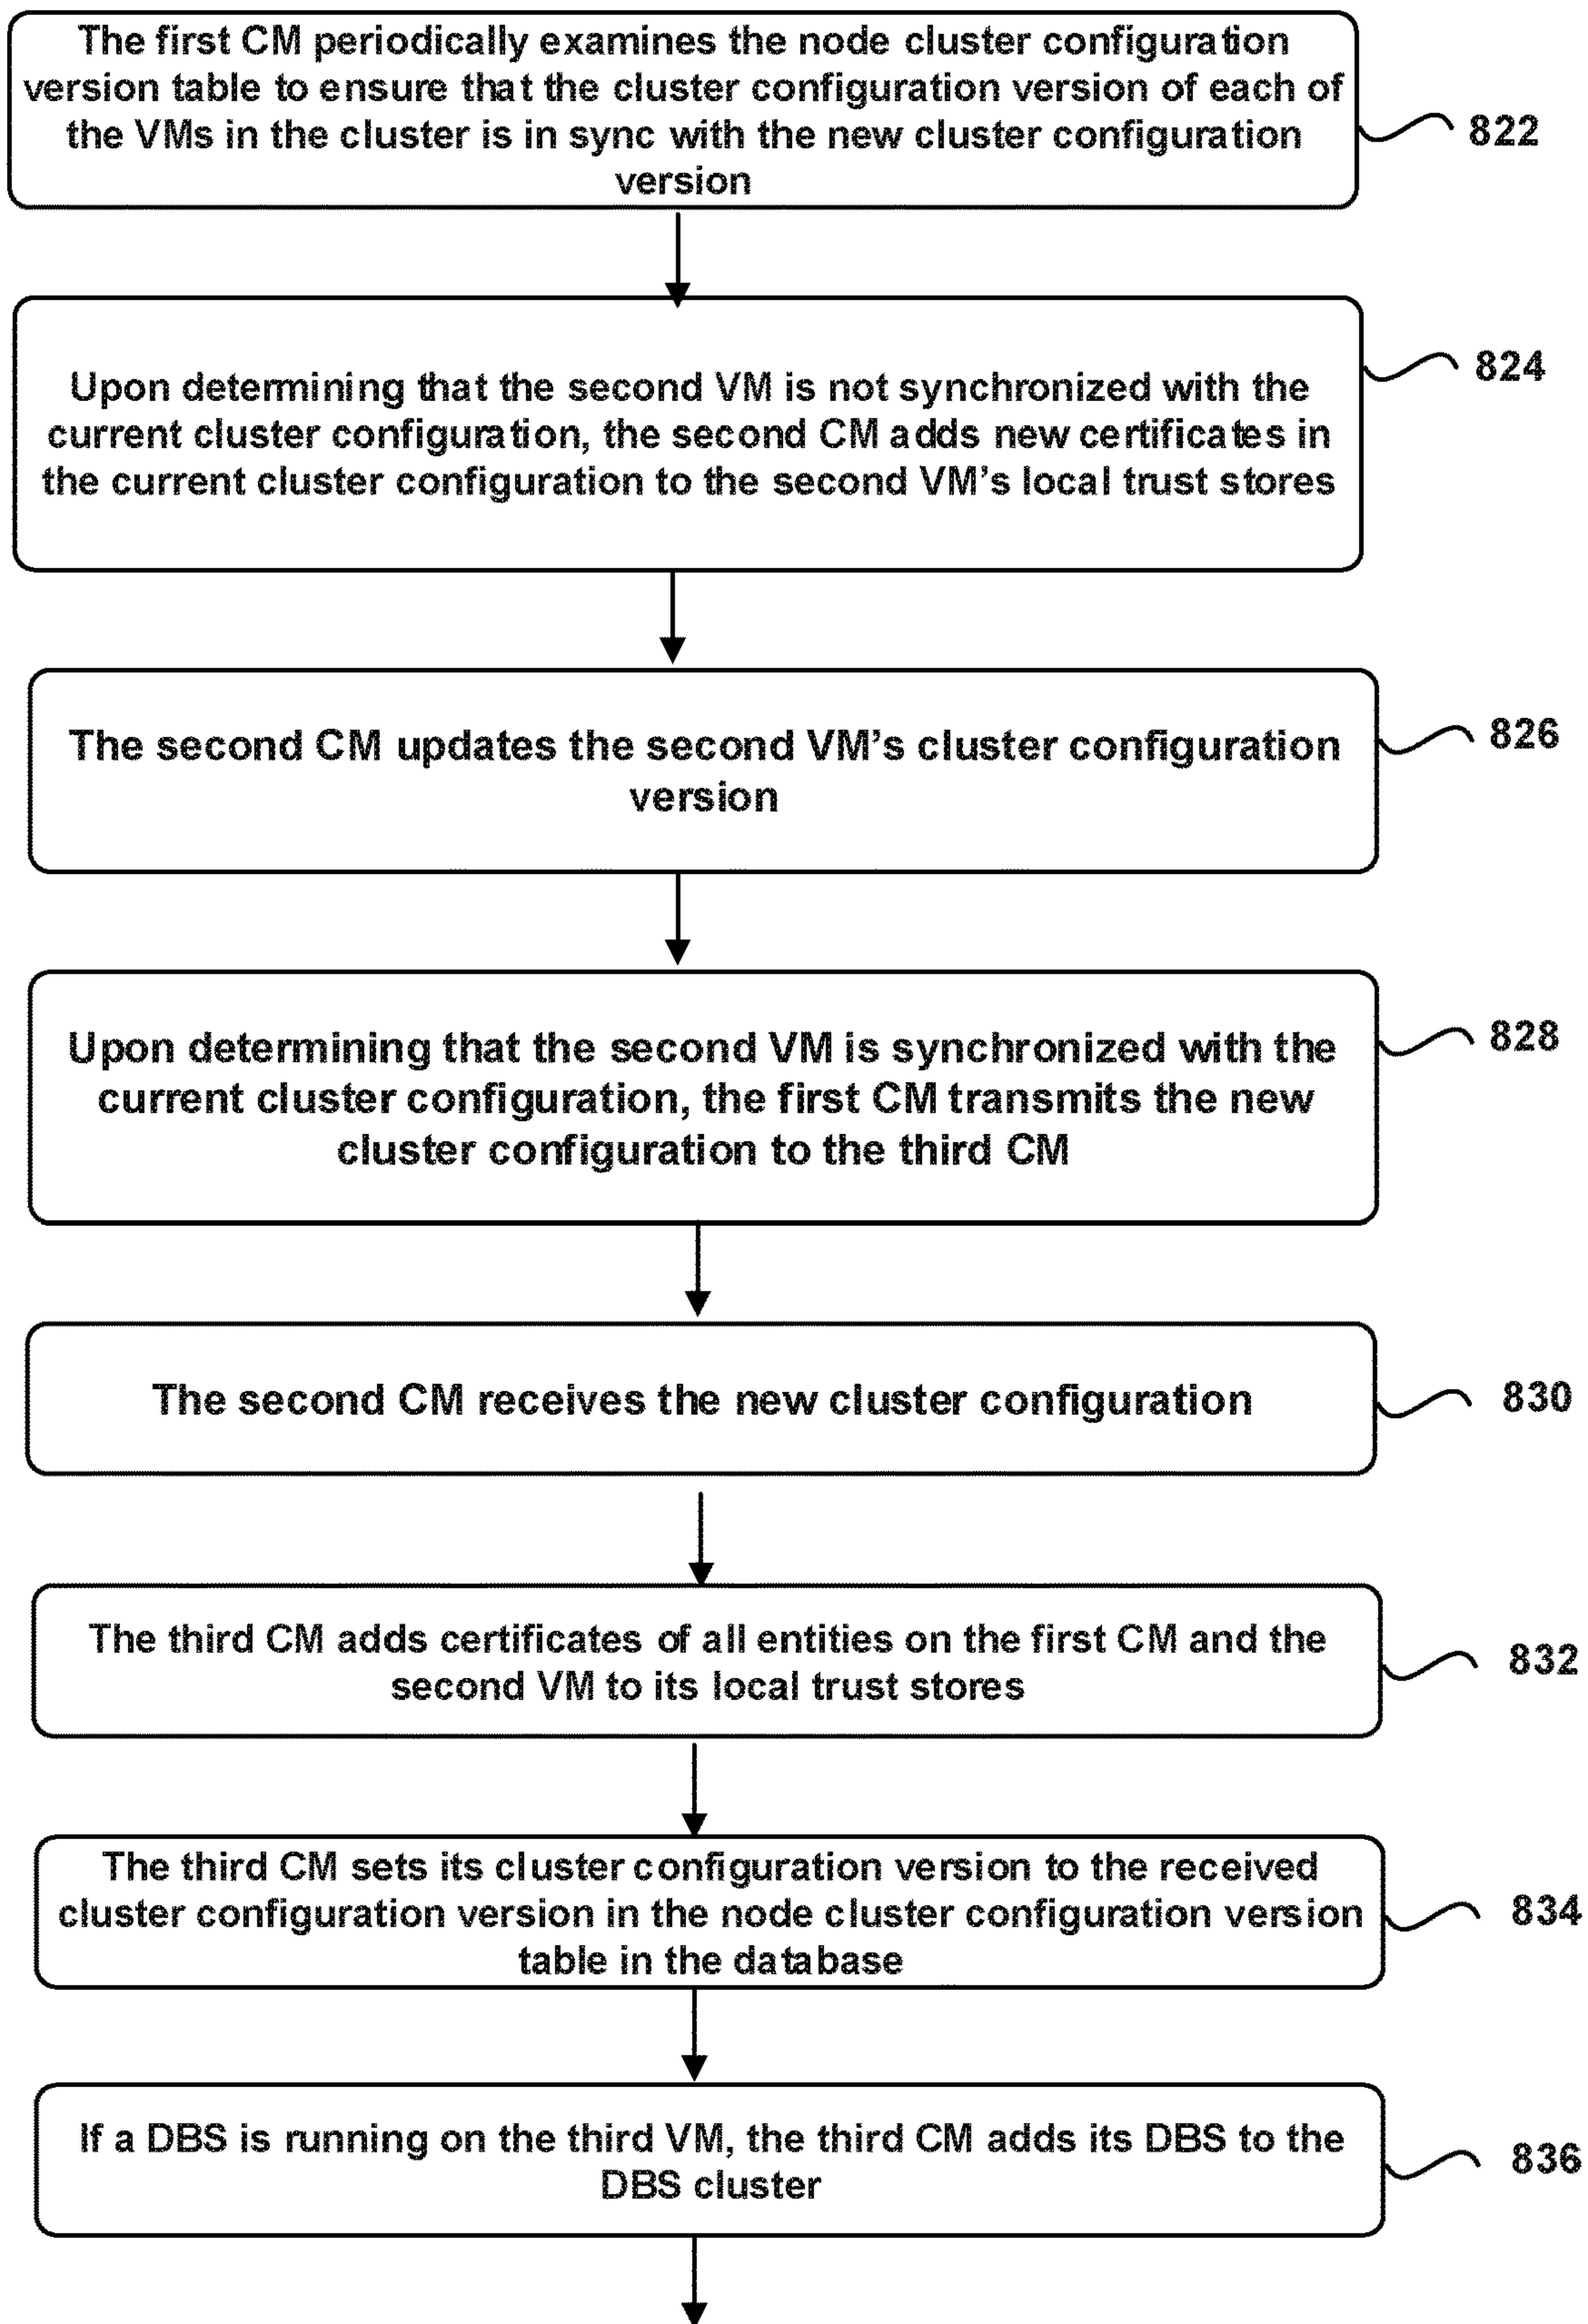 The first CM periodically examines the node cluster configuration
version table to ensure that the cluster configuration version of each of
the VMs in the cluster is in sync with the new cluster configuration
version
822
Upon determining that the second VM is not synchronized with the
current cluster configuration, the second CM adds new certificates in
the current cluster configuration to the second VM's local trust stores
824
The second CM updates the second VM's cluster configuration
version
826
Upon determining that the second VM is synchronized with the
current cluster configuration, the first CM transmits the new
cluster configuration to the third CM
828
The second CM receives the new cluster configuration
830
The third CM adds certificates of all entities on the first CM and the
second VM to its local trust stores
832
The third CM sets its cluster configuration version to the received
cluster configuration version in the node cluster configuration version
table in the database
834
If a DBS is running on the third VM, the third CM adds its DBS to the
DBS cluster
836